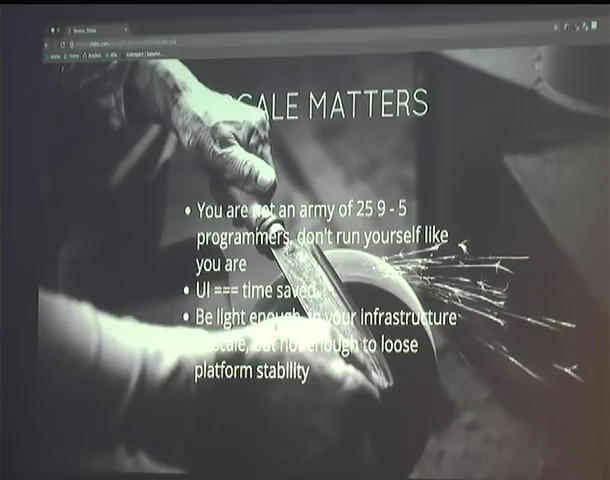 SCALE MATTERS
• You are not an army of 25 9 - 5
programmers, don't run yourself like
you are
• UI === time saved
• Be light enough in your infrastructure
scale, but not enough to loose
platform stability